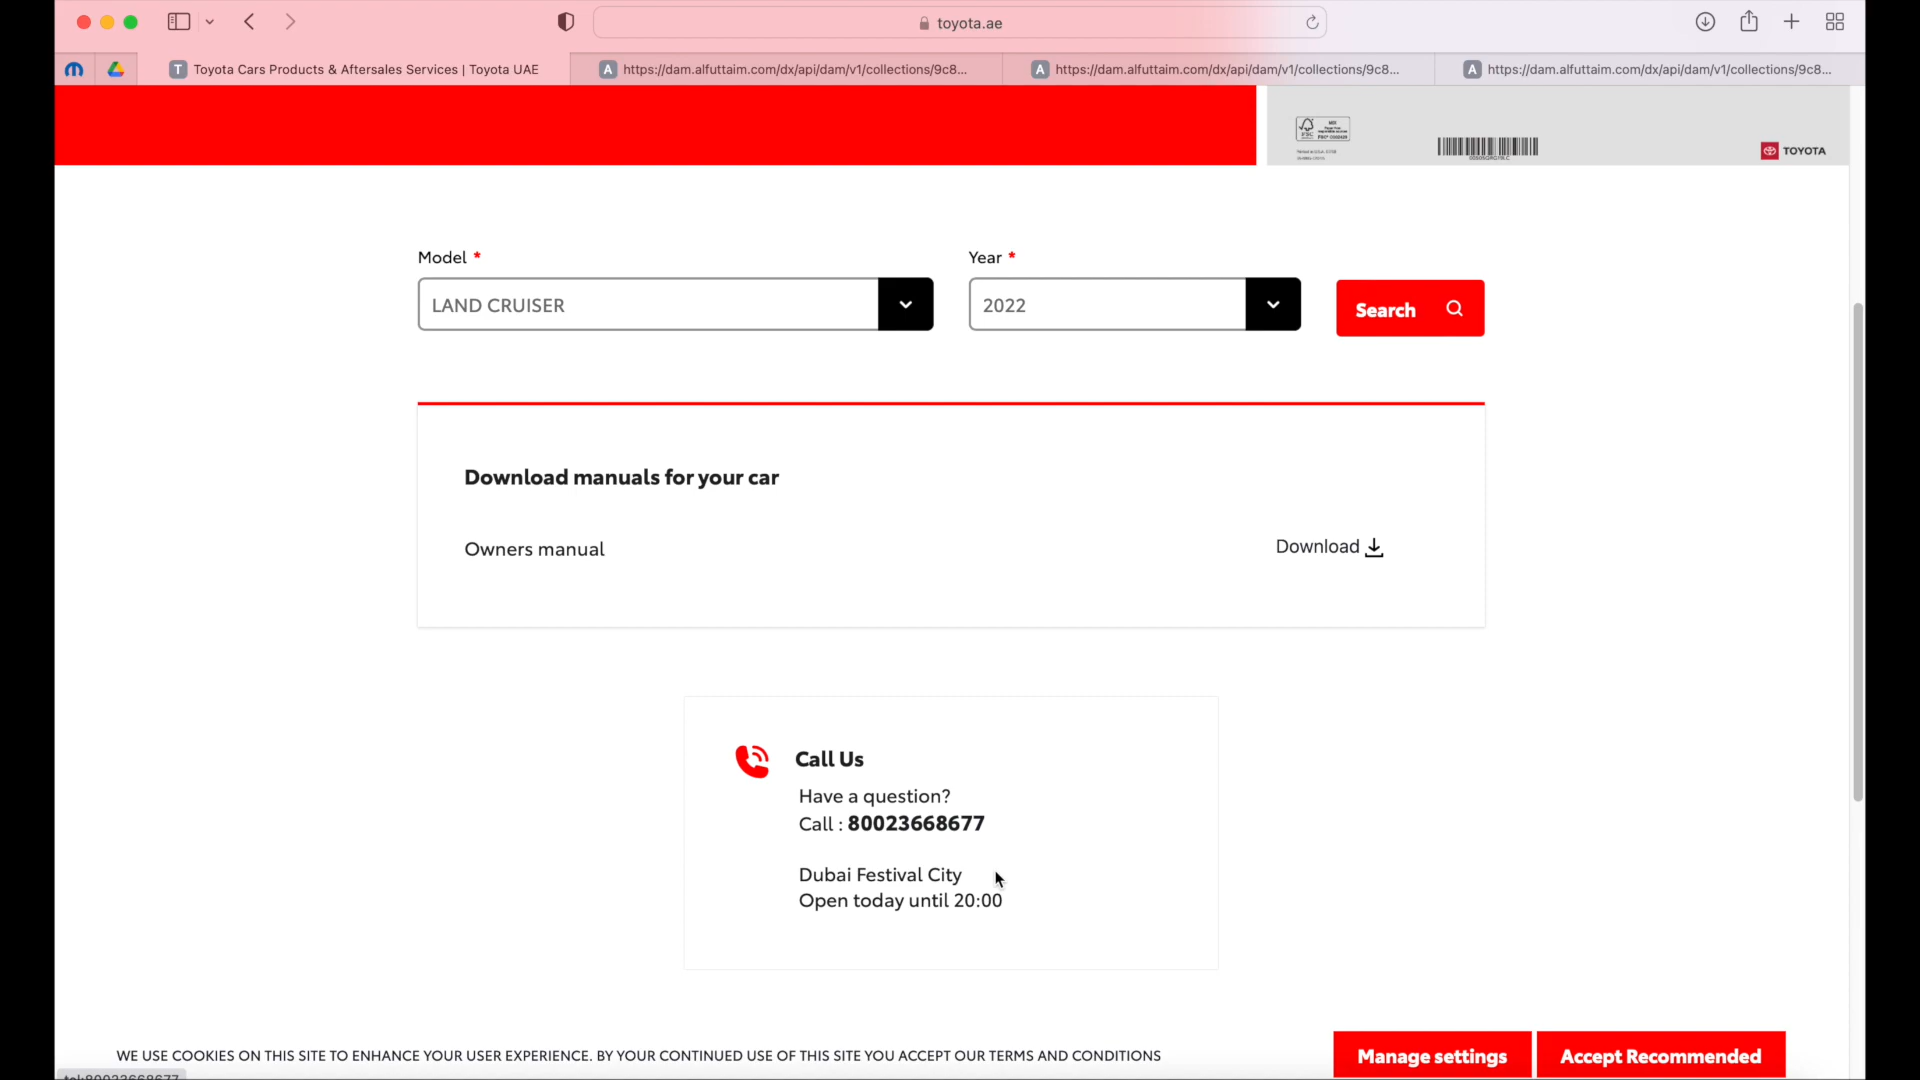 toyota.ae
T Toyota Cars Products & Aftersales Services | Toyota UAE
A https://dam.alfuttaim.com/dx/api/dam/v1/collections/9c8...
A https://dam.alfuttaim.com/dx/api/dam/v1/collections/9c8...
A https://dam.alfuttaim.com/dx/api/dam/v1/collections/9c8...
TOYOTA
Model *
Year *
LAND CRUISER
2022
Search
Download manuals for your car
Owners manual
Download
Call Us
Have a question?
Call : 80023668677
Dubai Festival City
Open today until 20:00
WE USE COOKIES ON THIS SITE TO ENHANCE YOUR USER EXPERIENCE. BY YOUR CONTINUED USE OF THIS SITE YOU ACCEPT OUR TERMS AND CONDITIONS
Manage settings
Accept Recommended
tel:80023668677